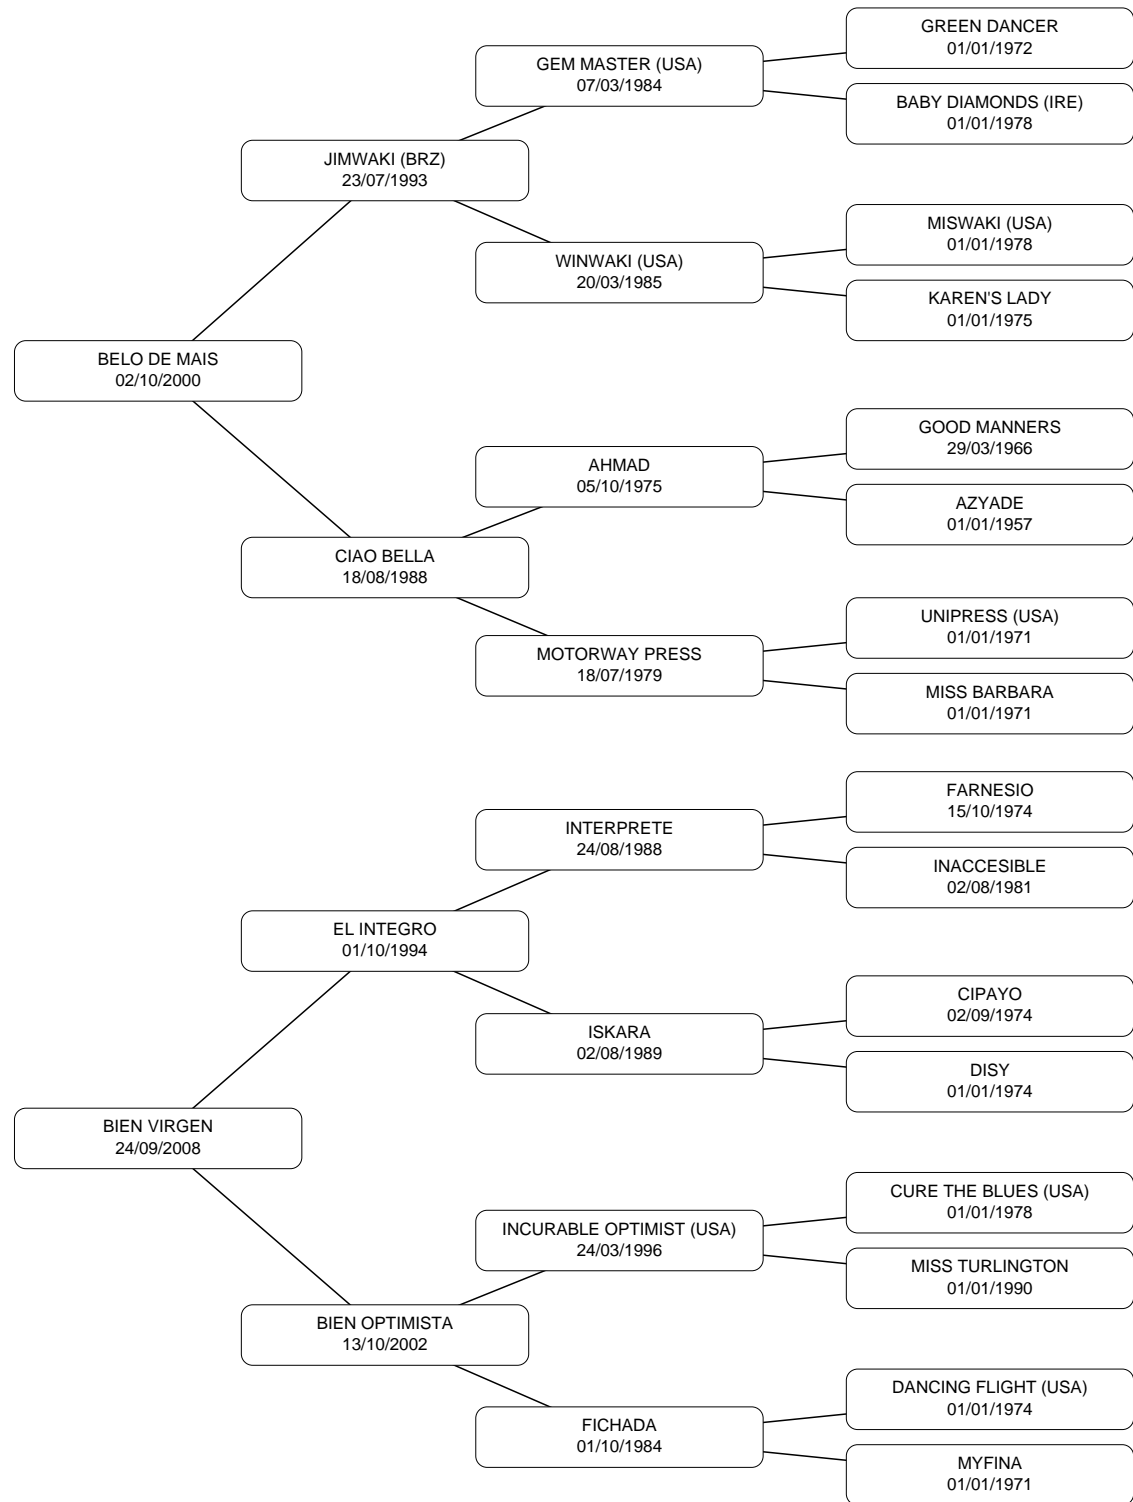 GREEN DANCER
01/01/1972
GEM MASTER (USA)
07/03/1984
BABY DIAMONDS (IRE)
01/01/1978
JIMWAKI (BRZ)
23/07/1993
MISWAKI (USA)
01/01/1978
WINWAKI (USA)
20/03/1985
KAREN'S LADY
01/01/1975
BELO DE MAIS
02/10/2000
GOOD MANNERS
29/03/1966
AHMAD
05/10/1975
AZYADE
01/01/1957
CIAO BELLA
18/08/1988
UNIPRESS (USA)
01/01/1971
MOTORWAY PRESS
18/07/1979
MISS BARBARA
01/01/1971
FARNESIO
15/10/1974
INTERPRETE
24/08/1988
INACCESIBLE
02/08/1981
EL INTEGRO
01/10/1994
CIPAYO
02/09/1974
ISKARA
02/08/1989
DISY
01/01/1974
BIEN VIRGEN
24/09/2008
CURE THE BLUES (USA)
01/01/1978
INCURABLE OPTIMIST (USA)
24/03/1996
MISS TURLINGTON
01/01/1990
BIEN OPTIMISTA
13/10/2002
DANCING FLIGHT (USA)
01/01/1974
FICHADA
01/10/1984
MYFINA
01/01/1971